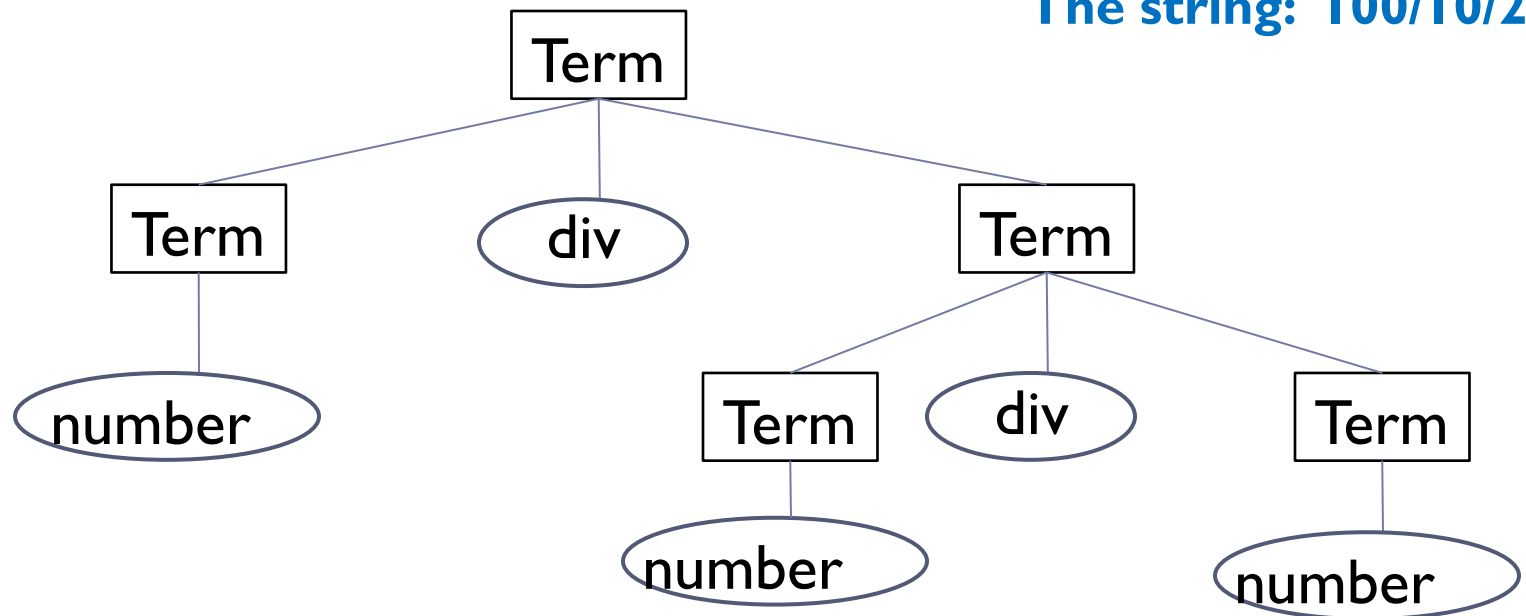 The string: 100/10/2
Term
Term
div
Term
number
Term
div
Term
number
number